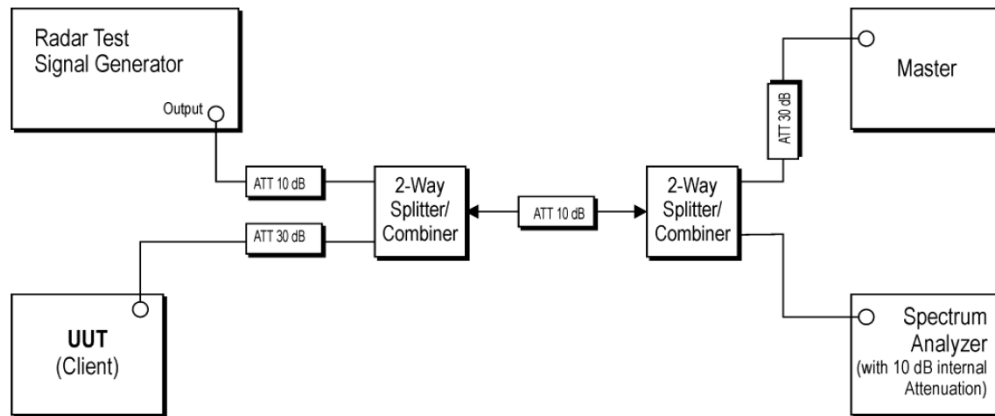 Radar Test
Signal Generator
Output
ATT 10 dB
ATT 30 dB
2-Way
Splitter/
Combiner
ATT 10 dB
2-Way
Splitter/
Combiner
ATT 30 dB
Master
UUT
(Client)
Spectrum
Analyzer
(with 10 dB internal
Attenuation)